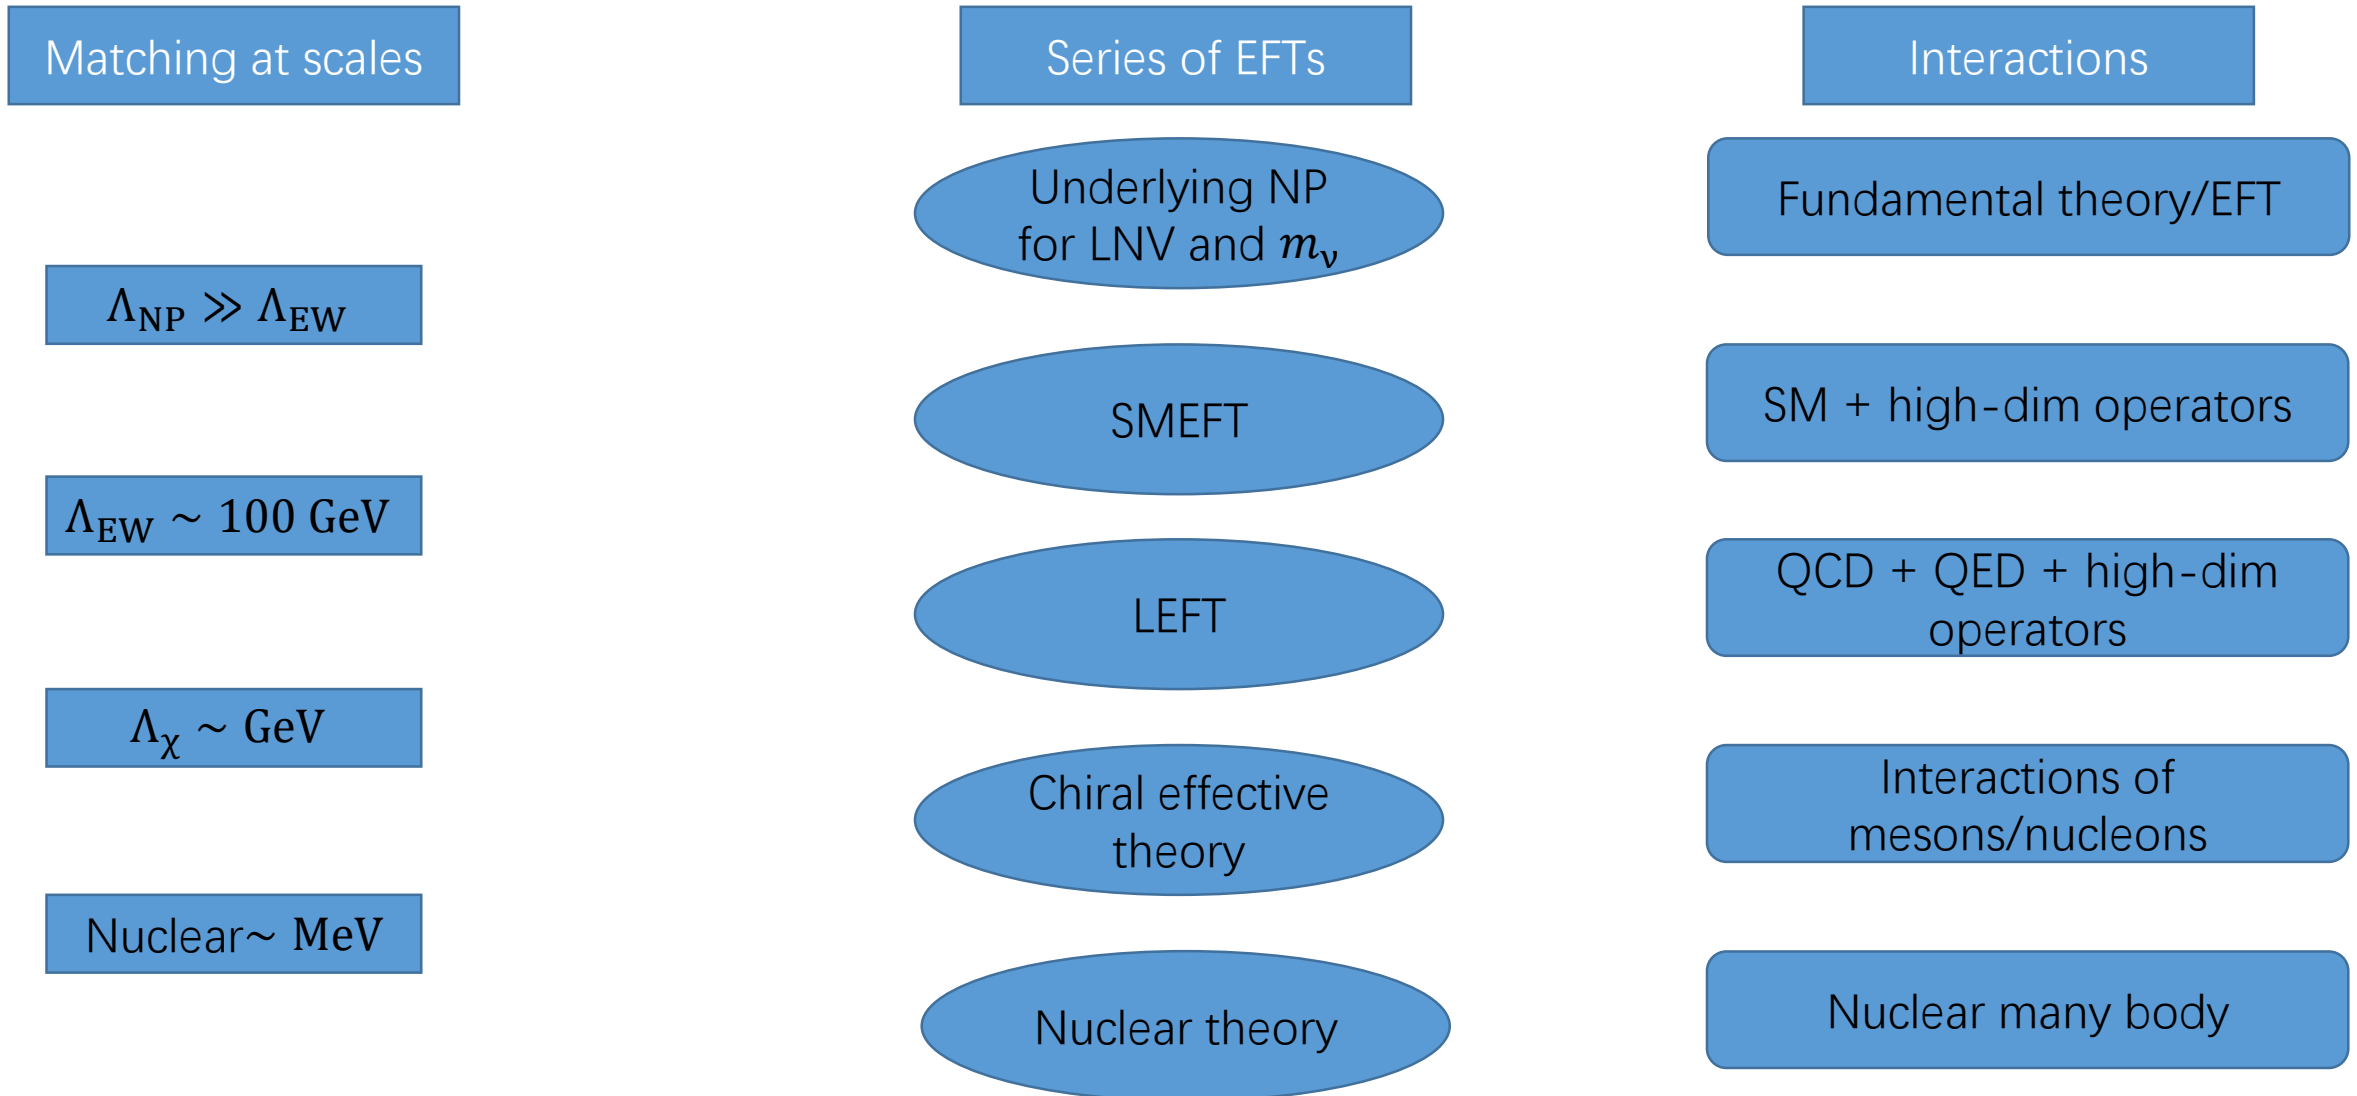 Matching at scales
Series of EFTs
Interactions
Underlying NP
for LNV and mν
Fundamental theory/EFT
ΛNP ≫ ΛEW
SMEFT
SM + high-dim operators
ΛEW ~ 100 GeV
LEFT
QCD + QED + high-dim
operators
Λχ ~ GeV
Chiral effective
theory
Interactions of
mesons/nucleons
Nuclear~ MeV
Nuclear theory
Nuclear many body